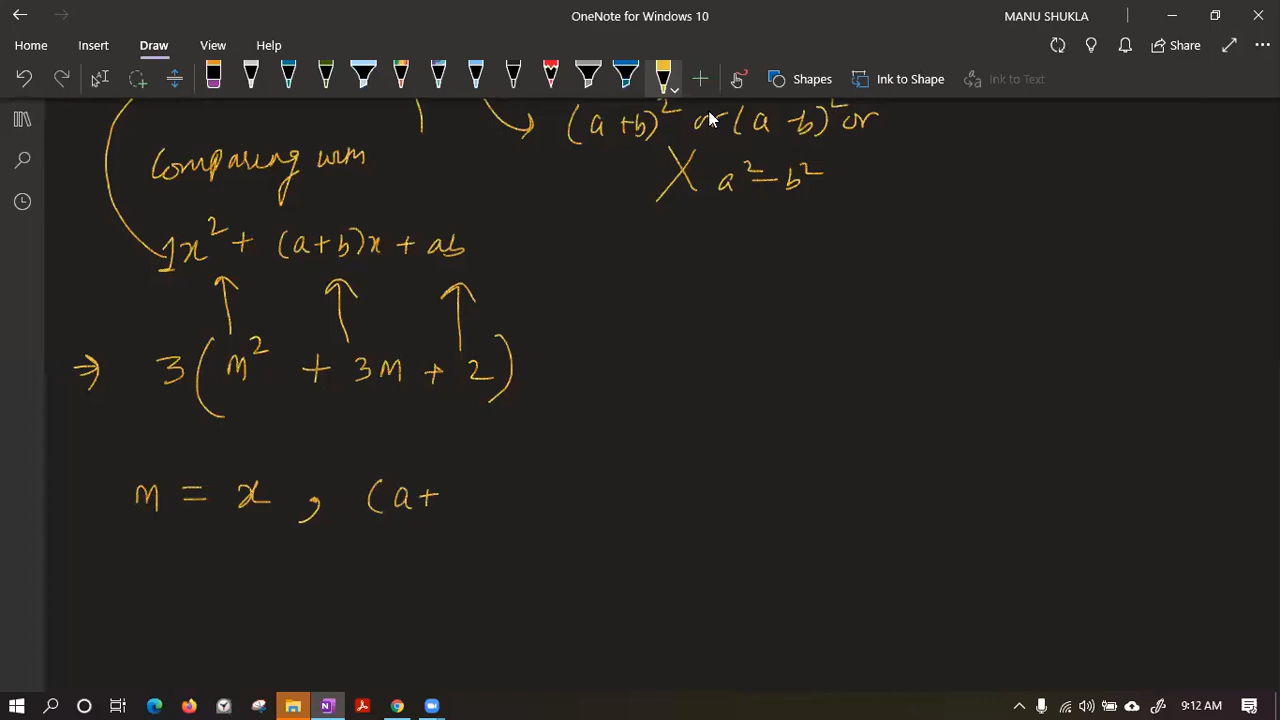 OneNote for Windows 10
MANU SHUKLA
Home Insert Draw View Help
Share
Shapes Ink to Shape Ink to Text
(a+b)² or (a-b)² or
Comparing
a²-b²
1x² + (a+b)x + ab
⇒ 3(m² + 3m + 2)
m = x , (a+
9:12 AM